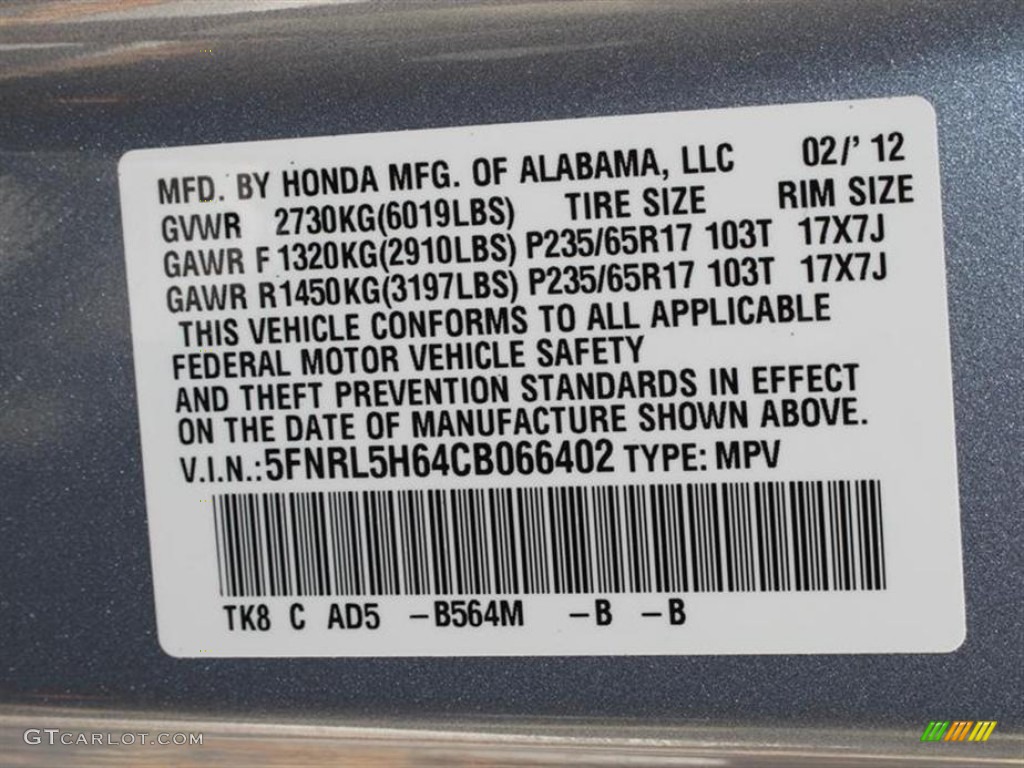 MFD. BY HONDA MFG. OF ALABAMA, LLC 02/' 12
GVWR 2730KG(6019LBS) TIRE SIZE RIM SIZE
GAWR F 1320KG(2910LBS) P235/65R17 103T 17X7J
GAWR R1450KG(3197LBS) P235/65R17 103T 17X7J
THIS VEHICLE CONFORMS TO ALL APPLICABLE
FEDERAL MOTOR VEHICLE SAFETY
AND THEFT PREVENTION STANDARDS IN EFFECT
ON THE DATE OF MANUFACTURE SHOWN ABOVE.
V.I.N.:5FNRL5H64CB066402 TYPE: MPV
TK8 C AD5 –B564M –B –B
GTCARLOT.COM